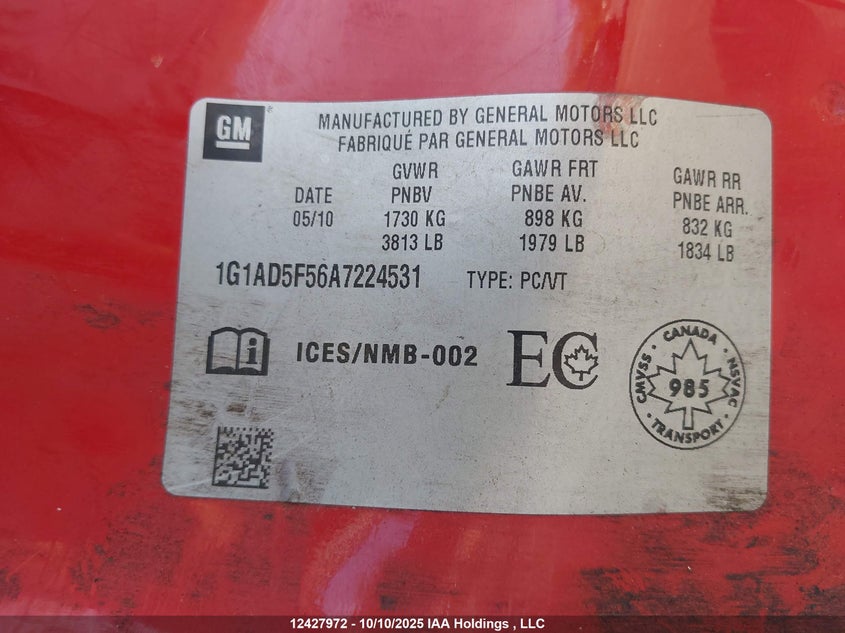 GM
MANUFACTURED BY GENERAL MOTORS LLC
FABRIQUÉ PAR GENERAL MOTORS LLC
DATE
05/10
GVWR
PNBV
1730 KG
3813 LB
GAWR FRT
PNBE AV.
898 KG
1979 LB
GAWR RR
PNBE ARR.
832 KG
1834 LB
1G1AD5F56A7224531 TYPE: PC/VT
i ICES/NMB-002 EC
CANADA
CMVSS · 985 · NSVAC
TRANSPORT
12427972 - 10/10/2025 IAA Holdings , LLC